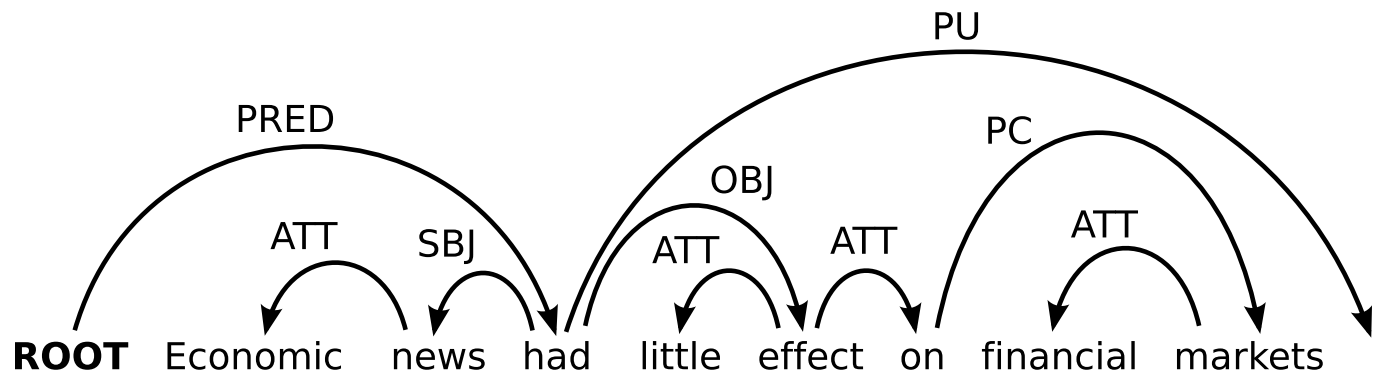 PU
PRED
PC
OBJ
ATT
SBJ
ATT
ATT
ATT
ROOT Economic news had little effect on financial markets